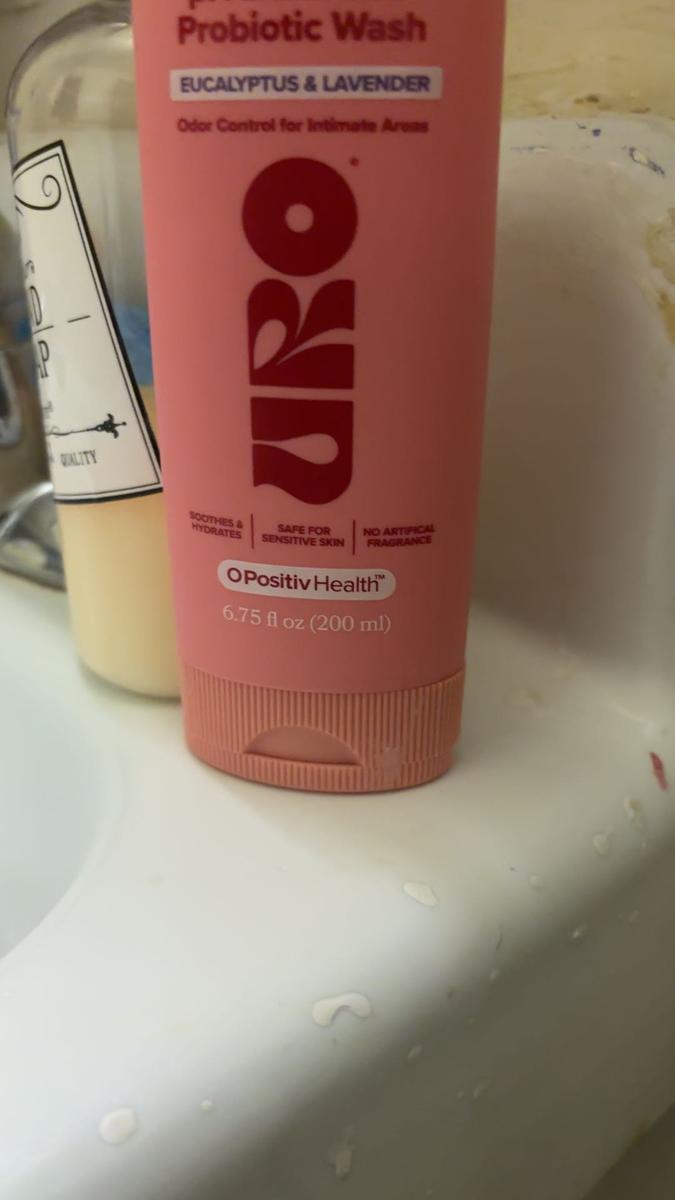 Probiotic Wash
EUCALYPTUS & LAVENDER
Odor Control for Intimate Areas
URO
SOOTHES &
HYDRATES
SAFE FOR
SENSITIVE SKIN
NO ARTIFICAL
FRAGRANCE
OPositiv Health™
6.75 fl oz (200 ml)
QUALITY